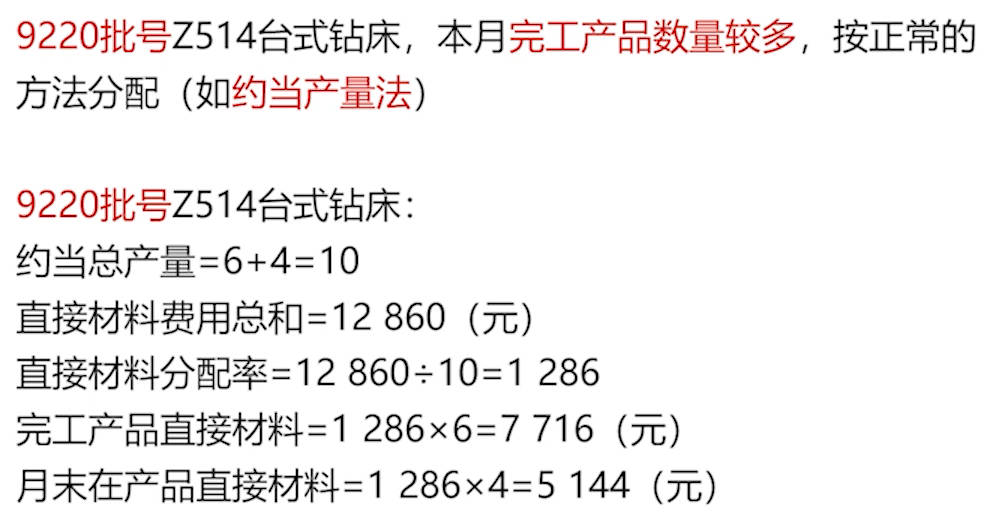 9220批号Z514台式钻床，本月完工产品数量较多，按正常的
方法分配（如约当产量法）
9220批号Z514台式钻床：
约当总产量=6+4=10
直接材料费用总和=12 860（元）
直接材料分配率=12 860÷10=1 286
完工产品直接材料=1 286×6=7 716（元）
月末在产品直接材料=1 286×4=5 144（元）